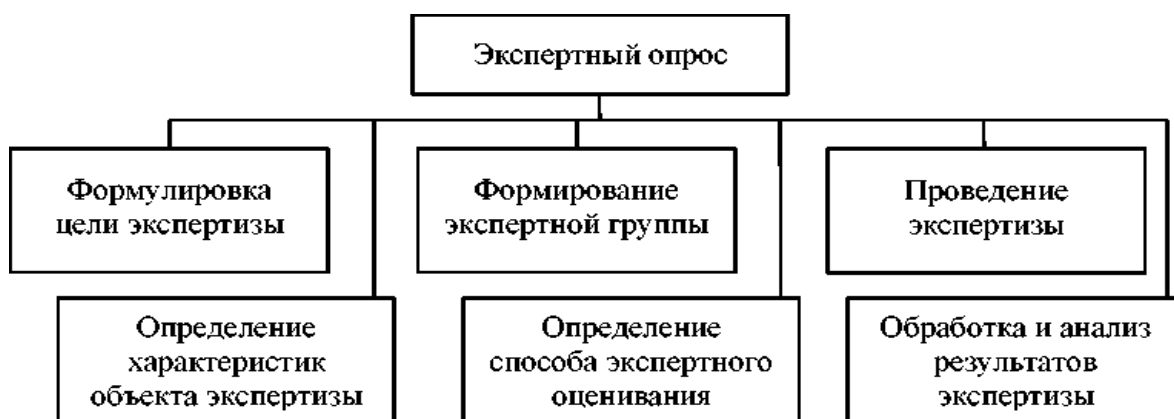 Экспертный опрос
Формулировка
цели экспертизы
Формирование
экспертной группы
Проведение
экспертизы
Определение
характеристик
объекта экспертизы
Определение
способа экспертного
оценивания
Обработка и анализ
результатов
экспертизы